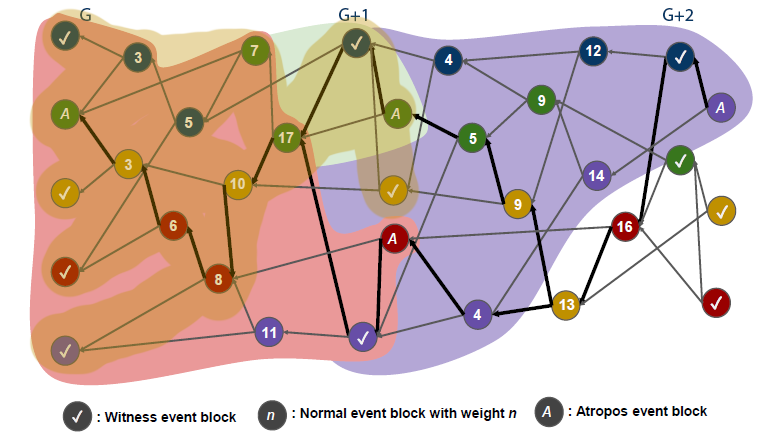 G G+1 G+2
✓ 3 7 ✓ 4 12 ✓
A 5 17 A 5 9 A
✓ 3 10 ✓ 9 14 ✓ ✓
✓ 6 8 A 16
✓ 11 ✓ 4 13 ✓
✓ : Witness event block n : Normal event block with weight n A : Atropos event block